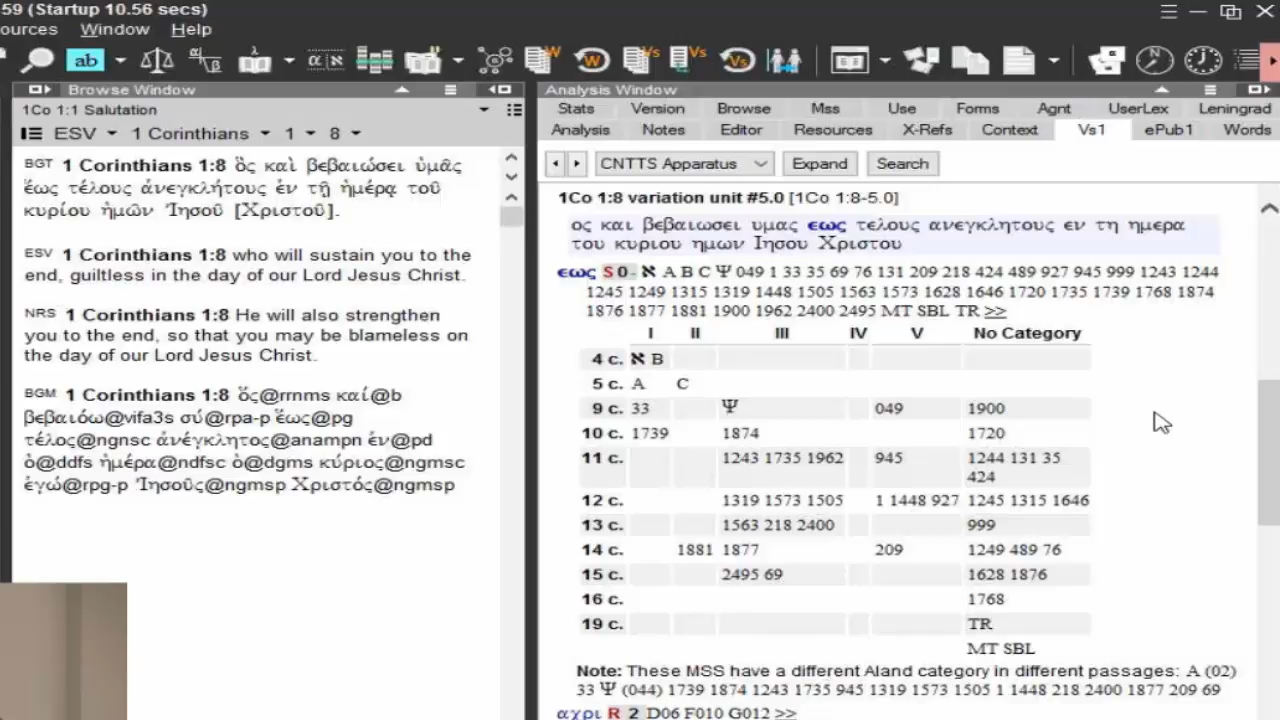 59 (Startup 10.56 secs)
ources Window Help
ab
Browse Window
1Co 1:1 Salutation
ESV 1 Corinthians 1 8
BGT 1 Corinthians 1:8 ὃς καὶ βεβαιώσει ὑμᾶς
ἕως τέλους ἀνεγκλήτους ἐν τῇ ἡμέρᾳ τοῦ
κυρίου ἡμῶν Ἰησοῦ [Χριστοῦ].
ESV 1 Corinthians 1:8 who will sustain you to the
end, guiltless in the day of our Lord Jesus Christ.
NRS 1 Corinthians 1:8 He will also strengthen
you to the end, so that you may be blameless on
the day of our Lord Jesus Christ.
BGM 1 Corinthians 1:8 ὅς@rrnms καί@b
βεβαιόω@vifa3s σύ@rpa-p ἕως@pg
τέλος@ngnsc ἀνέγκλητος@anampn ἐν@pd
ὁ@ddfs ἡμέρα@ndfsc ὁ@dgms κύριος@ngmsc
ἐγώ@rpg-p Ἰησοῦς@ngmsp Χριστός@ngmsp
Analysis Window
Stats Version Browse Mss Use Forms Agnt UserLex Leningrad
Analysis Notes Editor Resources X-Refs Context Vs1 ePub1 Words
CNTTS Apparatus Expand Search
1Co 1:8 variation unit #5.0 [1Co 1:8-5.0]
ος και βεβαιωσει υμας εως τελους ανεγκλητους εν τη ημερα
του κυριου ημων Ιησου Χριστου
εως S 0- ℵ A B C Ψ 049 1 33 35 69 76 131 209 218 424 489 927 945 999 1243 1244
1245 1249 1315 1319 1448 1505 1563 1573 1628 1646 1720 1735 1739 1768 1874
1876 1877 1881 1900 1962 2400 2495 MT SBL TR >>
I II III IV V No Category
4 c. ℵ B
5 c. A C
9 c. 33 Ψ 049 1900
10 c. 1739 1874 1720
11 c. 1243 1735 1962 945 1244 131 35
424
12 c. 1319 1573 1505 1 1448 927 1245 1315 1646
13 c. 1563 218 2400 999
14 c. 1881 1877 209 1249 489 76
15 c. 2495 69 1628 1876
16 c. 1768
19 c. TR
MT SBL
Note: These MSS have a different Aland category in different passages: A (02)
33 Ψ (044) 1739 1874 1243 1735 945 1319 1573 1505 1 1448 218 2400 1877 209 69
αχρι R 2 D06 F010 G012 >>